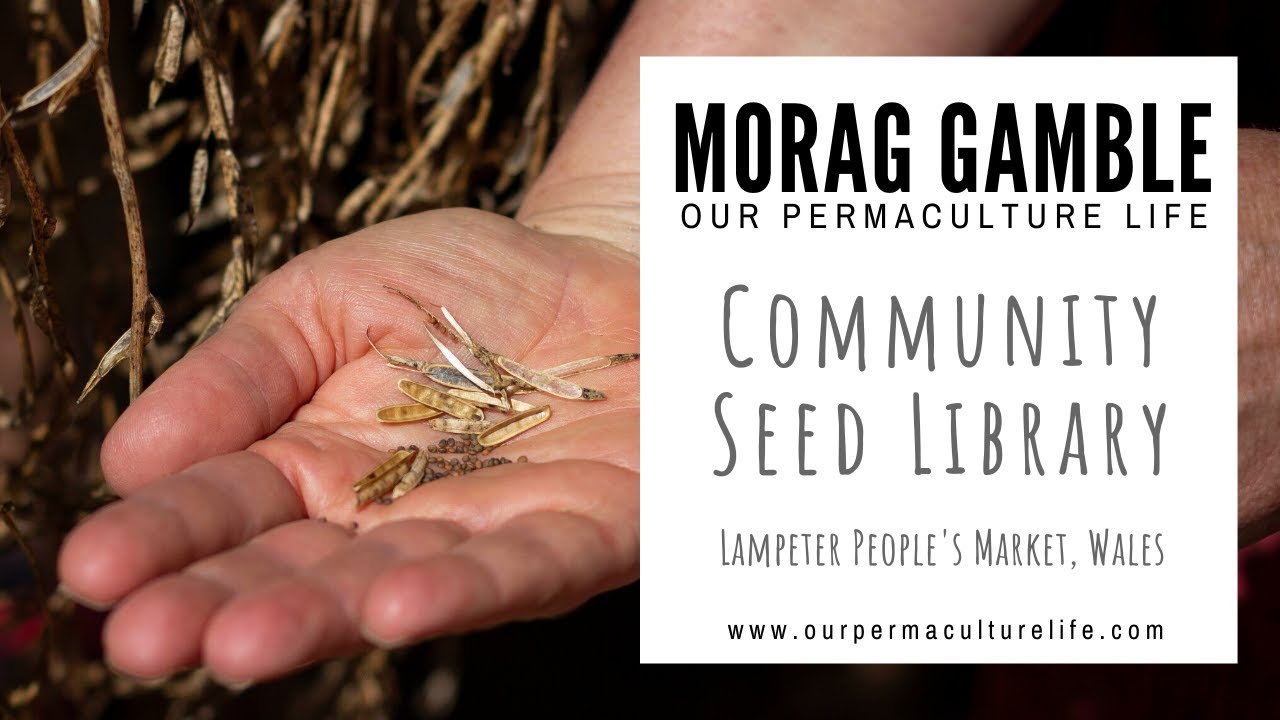 MORAG GAMBLE
OUR PERMACULTURE LIFE
COMMUNITY
SEED LIBRARY
LAMPETER PEOPLE'S MARKET, WALES
www.ourpermaculturelife.com